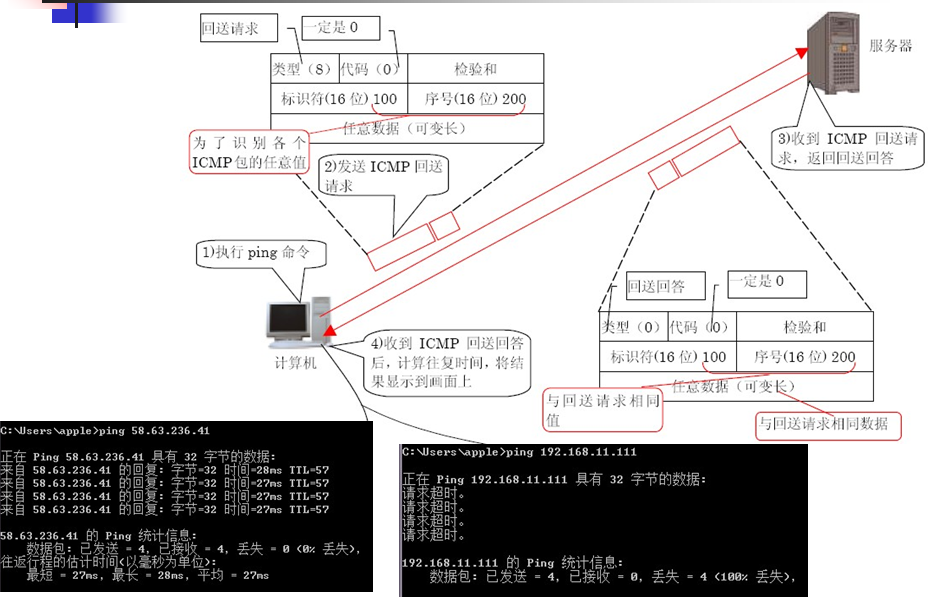 回送请求
一定是 0
类型（8） 代码（0） 检验和
标识符(16 位) 100 序号(16 位) 200
任意数据（可变长）
为了识别各个
ICMP包的任意值
2)发送 ICMP 回送
请求
服务器
3)收到 ICMP 回送请
求，返回回送回答
1)执行 ping 命令
计算机
4)收到 ICMP 回送回答
后，计算往复时间，将结
果显示到画面上
回送回答
一定是 0
类型（0） 代码（0） 检验和
标识符(16 位) 100 序号(16 位) 200
任意数据（可变长）
与回送请求相同
值
与回送请求相同数据
C:\Users\apple>ping 58.63.236.41
正在 Ping 58.63.236.41 具有 32 字节的数据:
来自 58.63.236.41 的回复: 字节=32 时间=28ms TTL=57
来自 58.63.236.41 的回复: 字节=32 时间=27ms TTL=57
来自 58.63.236.41 的回复: 字节=32 时间=27ms TTL=57
来自 58.63.236.41 的回复: 字节=32 时间=27ms TTL=57
58.63.236.41 的 Ping 统计信息:
数据包: 已发送 = 4，已接收 = 4，丢失 = 0 (0% 丢失)，
往返行程的估计时间(以毫秒为单位):
最短 = 27ms，最长 = 28ms，平均 = 27ms
C:\Users\apple>ping 192.168.11.111
正在 Ping 192.168.11.111 具有 32 字节的数据:
请求超时。
请求超时。
请求超时。
请求超时。
192.168.11.111 的 Ping 统计信息:
数据包: 已发送 = 4，已接收 = 0，丢失 = 4 (100% 丢失)，